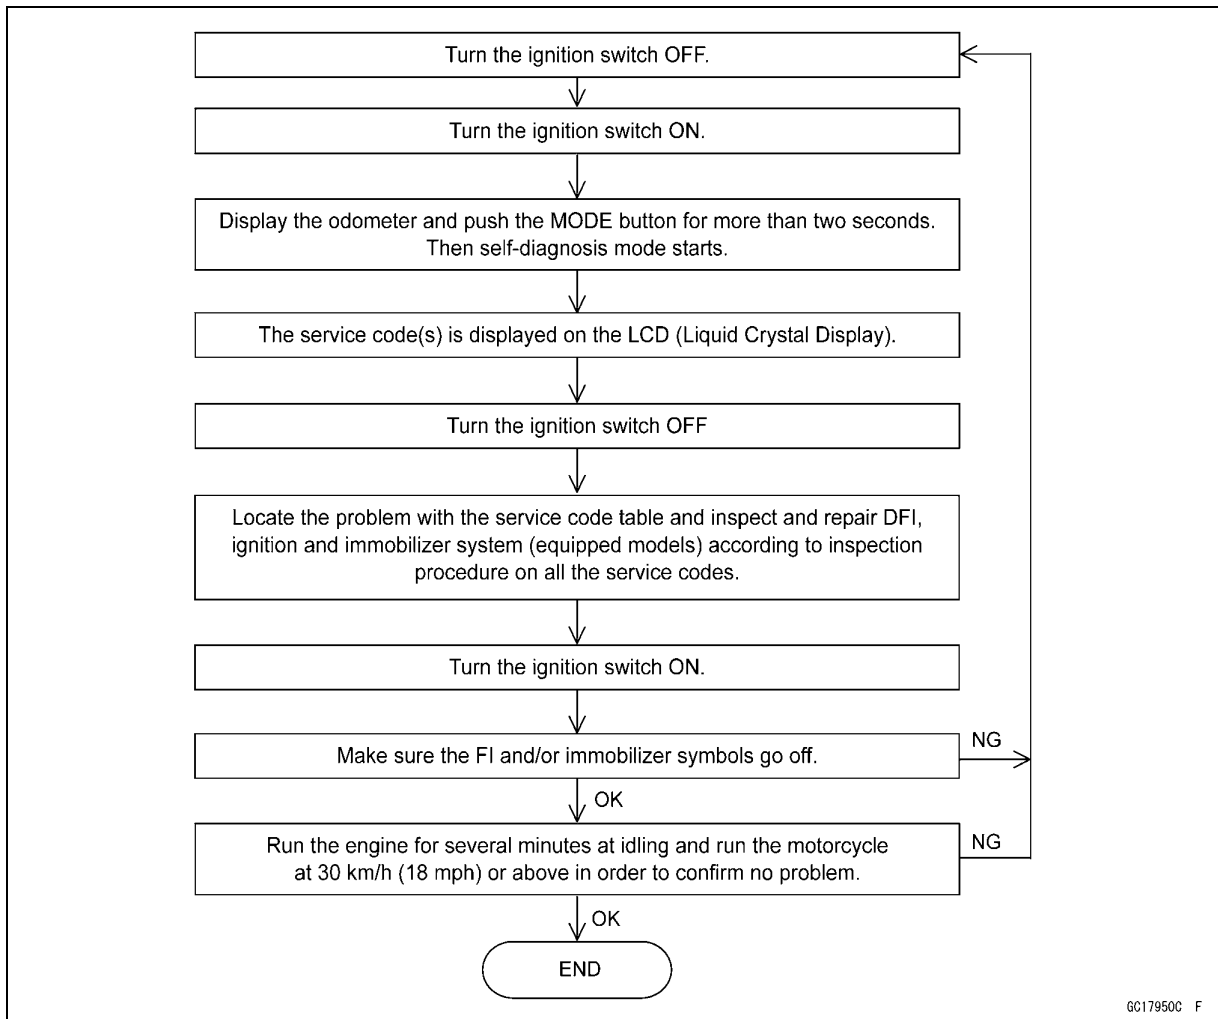 Turn the ignition switch OFF.
Turn the ignition switch ON.
Display the odometer and push the MODE button for more than two seconds.
Then self-diagnosis mode starts.
The service code(s) is displayed on the LCD (Liquid Crystal Display).
Turn the ignition switch OFF
Locate the problem with the service code table and inspect and repair DFI,
ignition and immobilizer system (equipped models) according to inspection
procedure on all the service codes.
Turn the ignition switch ON.
Make sure the FI and/or immobilizer symbols go off.
NG
OK
Run the engine for several minutes at idling and run the motorcycle
at 30 km/h (18 mph) or above in order to confirm no problem.
NG
OK
END
GC17950C F